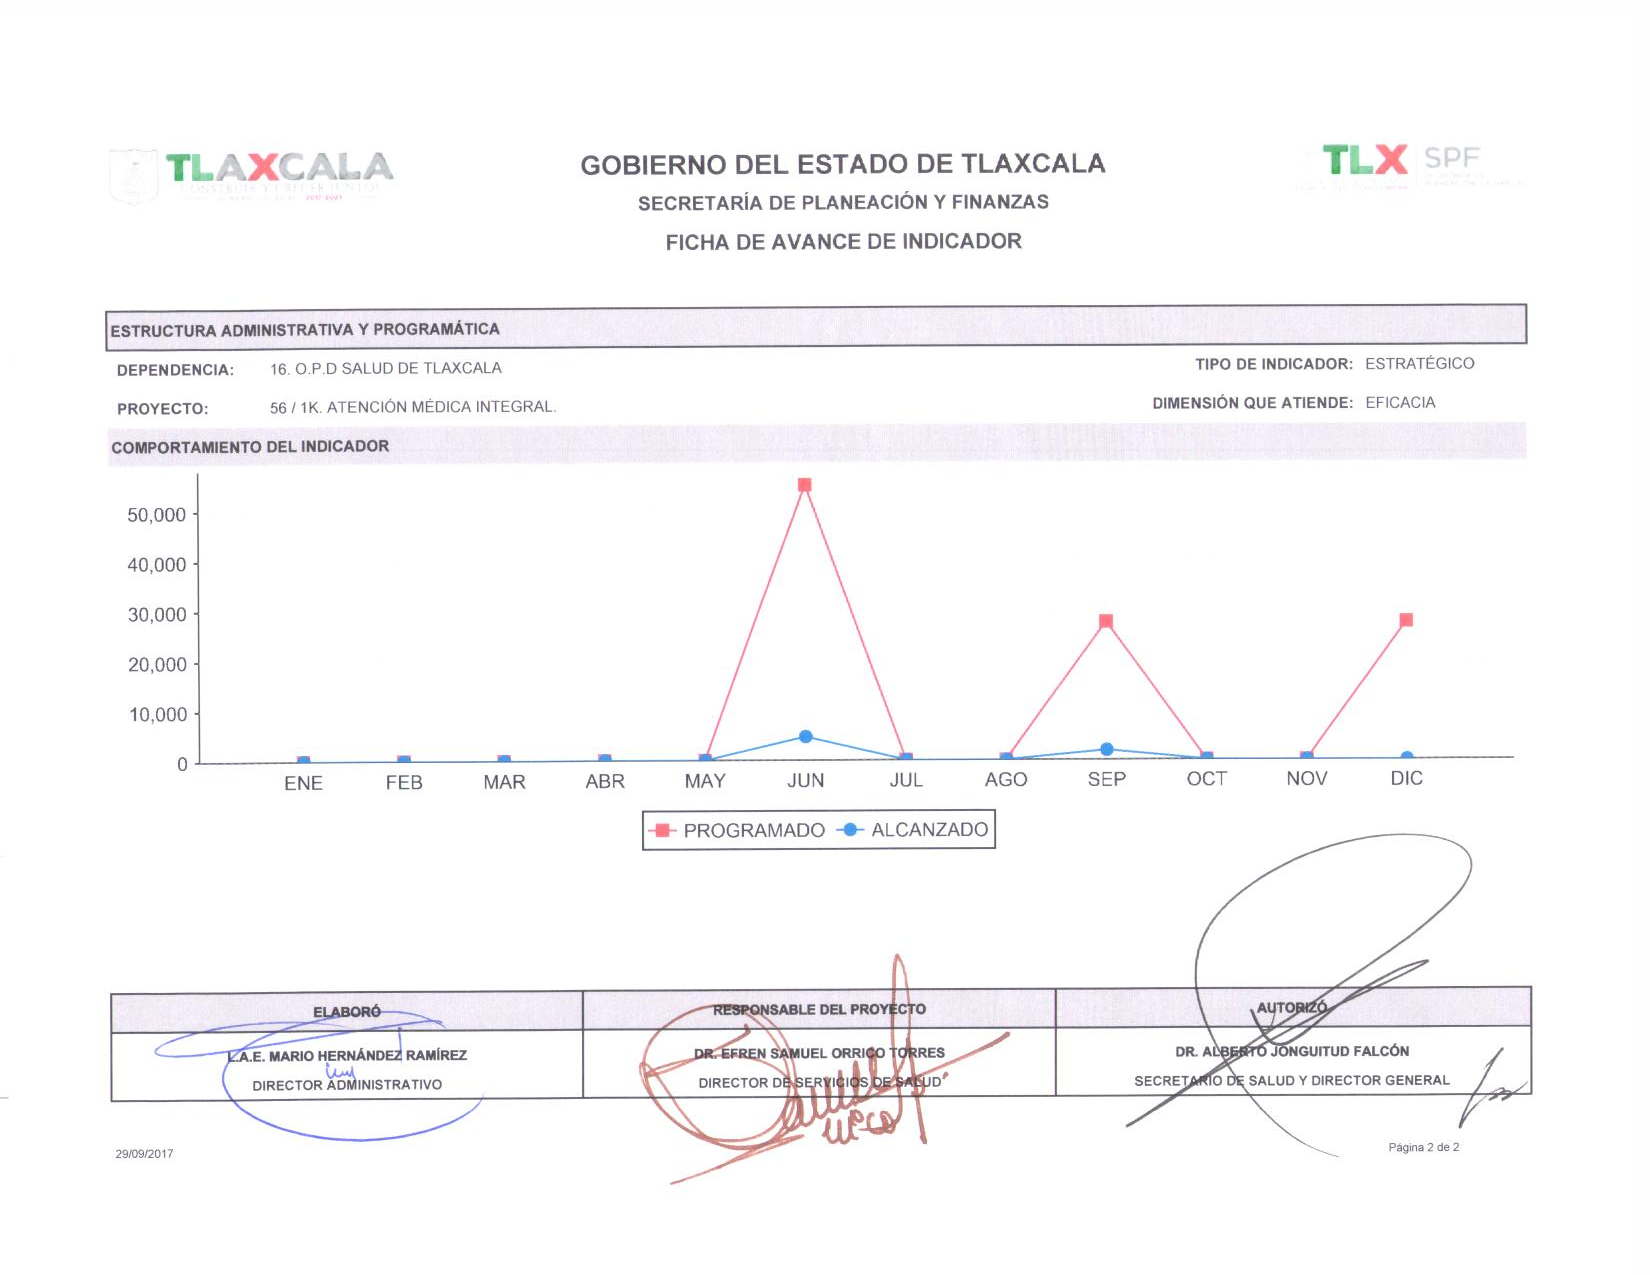 TLAXCALA
CONSTRUIR Y CRECER JUNTOS
2017-2021
GOBIERNO DEL ESTADO DE TLAXCALA
SECRETARÍA DE PLANEACIÓN Y FINANZAS
FICHA DE AVANCE DE INDICADOR
TLX SPF
ESTRUCTURA ADMINISTRATIVA Y PROGRAMÁTICA
DEPENDENCIA: 16. O.P.D SALUD DE TLAXCALA
TIPO DE INDICADOR: ESTRATÉGICO
PROYECTO: 56 / 1K. ATENCIÓN MÉDICA INTEGRAL.
DIMENSIÓN QUE ATIENDE: EFICACIA
COMPORTAMIENTO DEL INDICADOR
50,000
40,000
30,000
20,000
10,000
0
ENE FEB MAR ABR MAY JUN JUL AGO SEP OCT NOV DIC
PROGRAMADO ALCANZADO
ELABORÓ RESPONSABLE DEL PROYECTO AUTORIZÓ
L.A.E. MARIO HERNÁNDEZ RAMÍREZ DR. EFREN SAMUEL ORRICO TORRES DR. ALBERTO JONGUITUD FALCÓN
DIRECTOR ADMINISTRATIVO DIRECTOR DE SERVICIOS DE SALUD SECRETARIO DE SALUD Y DIRECTOR GENERAL
29/09/2017
Página 2 de 2